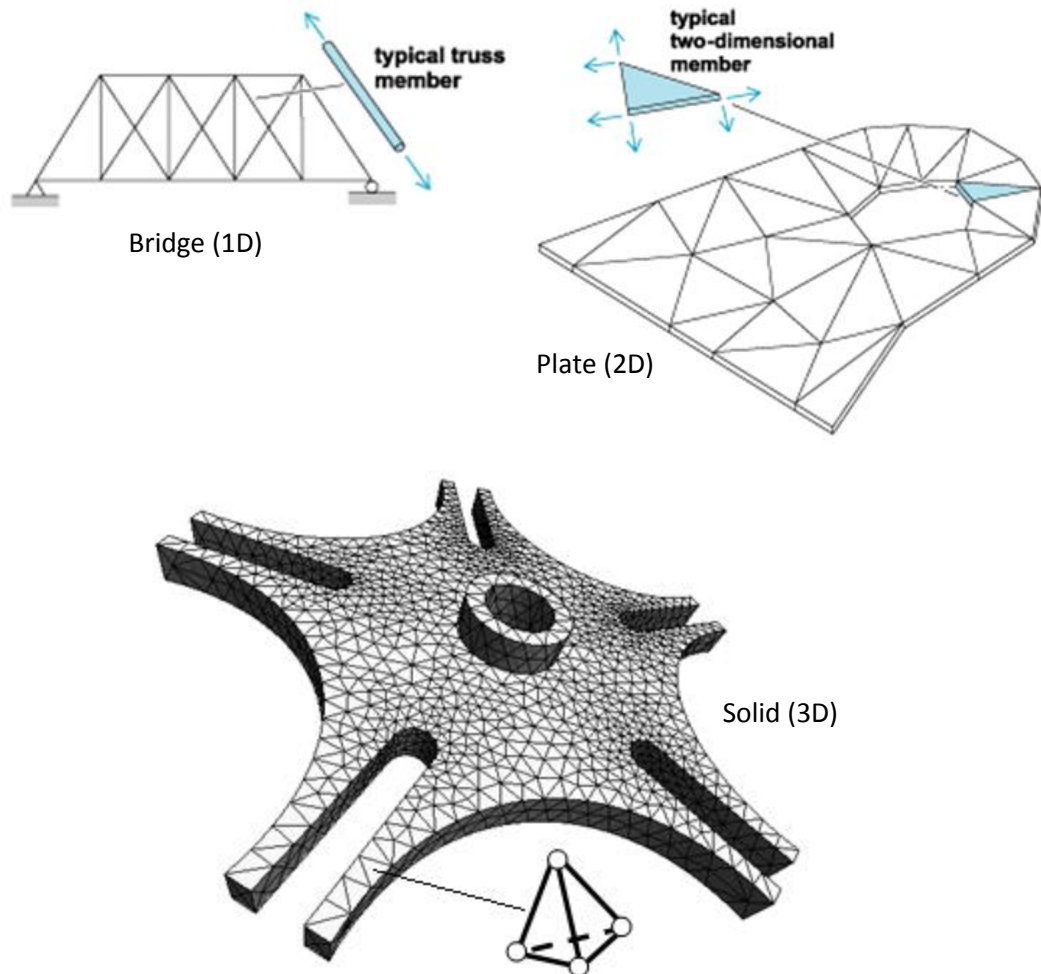 typical truss
member
Bridge (1D)
typical
two-dimensional
member
Plate (2D)
Solid (3D)